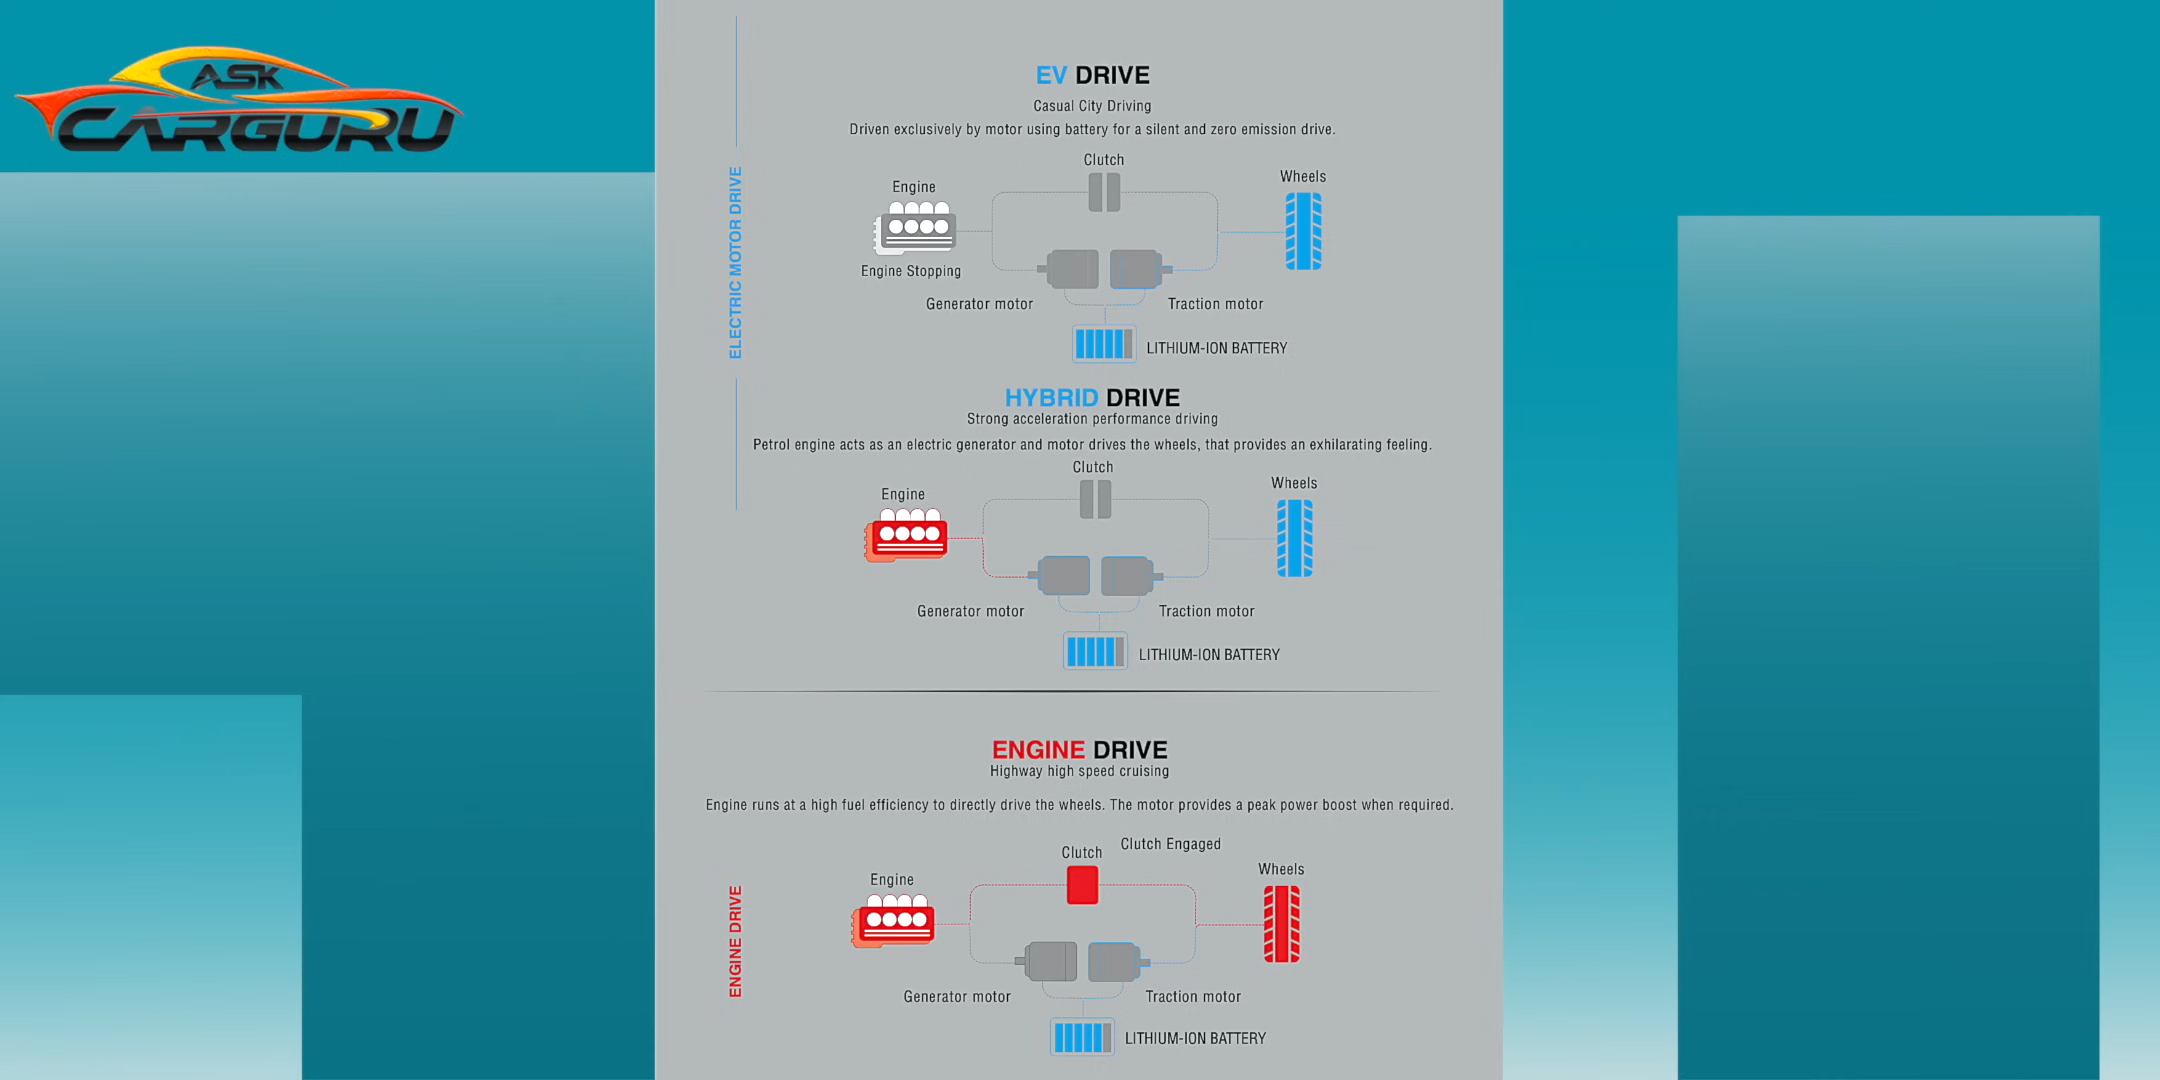 ASK
CARGURU
EV DRIVE
Casual City Driving
Driven exclusively by motor using battery for a silent and zero emission drive.
Clutch
Wheels
Engine
Engine Stopping
Generator motor
Traction motor
LITHIUM-ION BATTERY
ELECTRIC MOTOR DRIVE
HYBRID DRIVE
Strong acceleration performance driving
Petrol engine acts as an electric generator and motor drives the wheels, that provides an exhilarating feeling.
Clutch
Wheels
Engine
Generator motor
Traction motor
LITHIUM-ION BATTERY
ENGINE DRIVE
Highway high speed cruising
Engine runs at a high fuel efficiency to directly drive the wheels. The motor provides a peak power boost when required.
Clutch Engaged
Clutch
Wheels
Engine
ENGINE DRIVE
Generator motor
Traction motor
LITHIUM-ION BATTERY